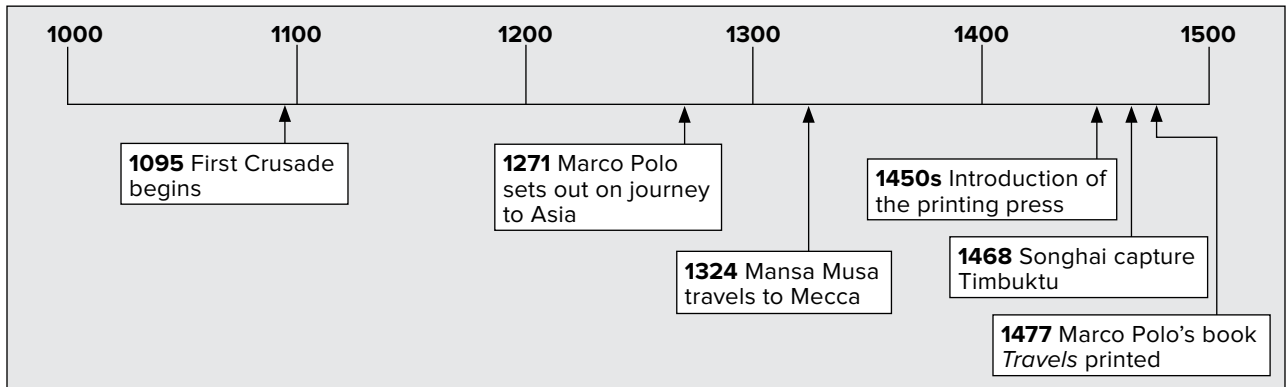 1000 1100 1200 1300 1400 1500
1095 First Crusade
begins
1271 Marco Polo
sets out on journey
to Asia
1324 Mansa Musa
travels to Mecca
1450s Introduction of
the printing press
1468 Songhai capture
Timbuktu
1477 Marco Polo’s book
Travels printed